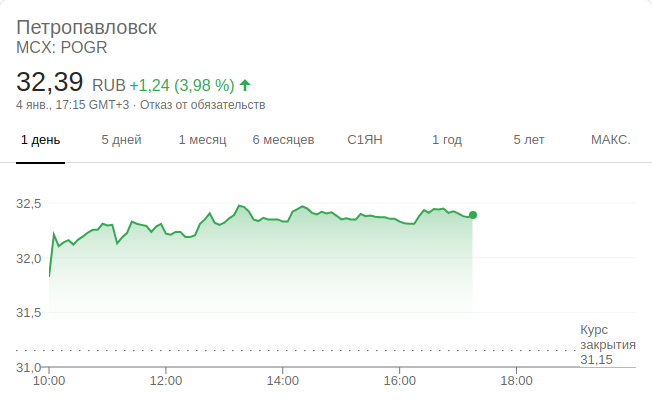 Петропавловск
MCX: POGR
32,39 RUB +1,24 (3,98 %)
4 янв., 17:15 GMT+3 · Отказ от обязательств
1 день 5 дней 1 месяц 6 месяцев С1ЯН 1 год 5 лет МАКС.
32,5
32,0
31,5
Курс
закрытия
31,15
31,0
10:00 12:00 14:00 16:00 18:00